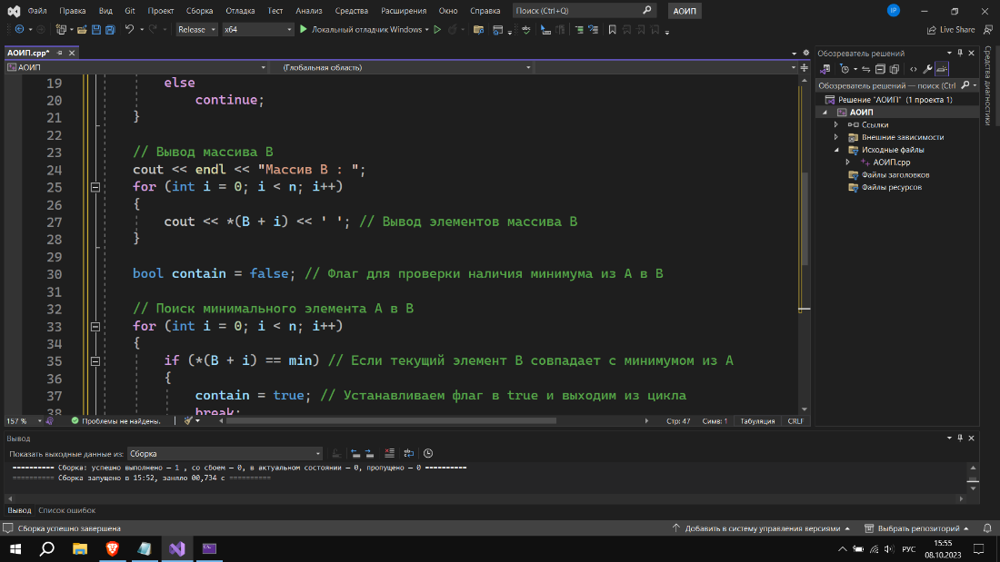 Файл Правка Вид Git Проект Сборка Отладка Тест Анализ Средства Расширения Окно Справка Поиск (Ctrl+Q) АОИП IP
Release x64 Локальный отладчик Windows Live Share
АОИП.cpp*
АОИП (Глобальная область)
19 else
20 continue;
21 }
22
23 // Вывод массива B
24 cout << endl << "Массив B : ";
25 for (int i = 0; i < n; i++)
26 {
27 cout << *(B + i) << ' '; // Вывод элементов массива B
28 }
29
30 bool contain = false; // Флаг для проверки наличия минимума из A в B
31
32 // Поиск минимального элемента A в B
33 for (int i = 0; i < n; i++)
34 {
35 if (*(B + i) == min) // Если текущий элемент B совпадает с минимумом из A
36 {
37 contain = true; // Устанавливаем флаг в true и выходим из цикла
38 break;
157 % Проблемы не найдены. Стр: 47 Симв: 1 Табуляция CRLF
Обозреватель решений
Обозреватель решений — поиск (Ctrl
Решение "АОИП" (1 проекта 1)
АОИП
Ссылки
Внешние зависимости
Исходные файлы
АОИП.cpp
Файлы заголовков
Файлы ресурсов
Средства диагностики
Вывод
Показать выходные данные из: Сборка
========== Сборка: успешно выполнено — 1 , со сбоем — 0, в актуальном состоянии — 0, пропущено — 0 ==========
========== Сборка запущено в 15:52, заняло 00,734 с ==========
Вывод Список ошибок
Сборка успешно завершена Добавить в систему управления версиями Выбрать репозиторий
РУС 15:55
08.10.2023